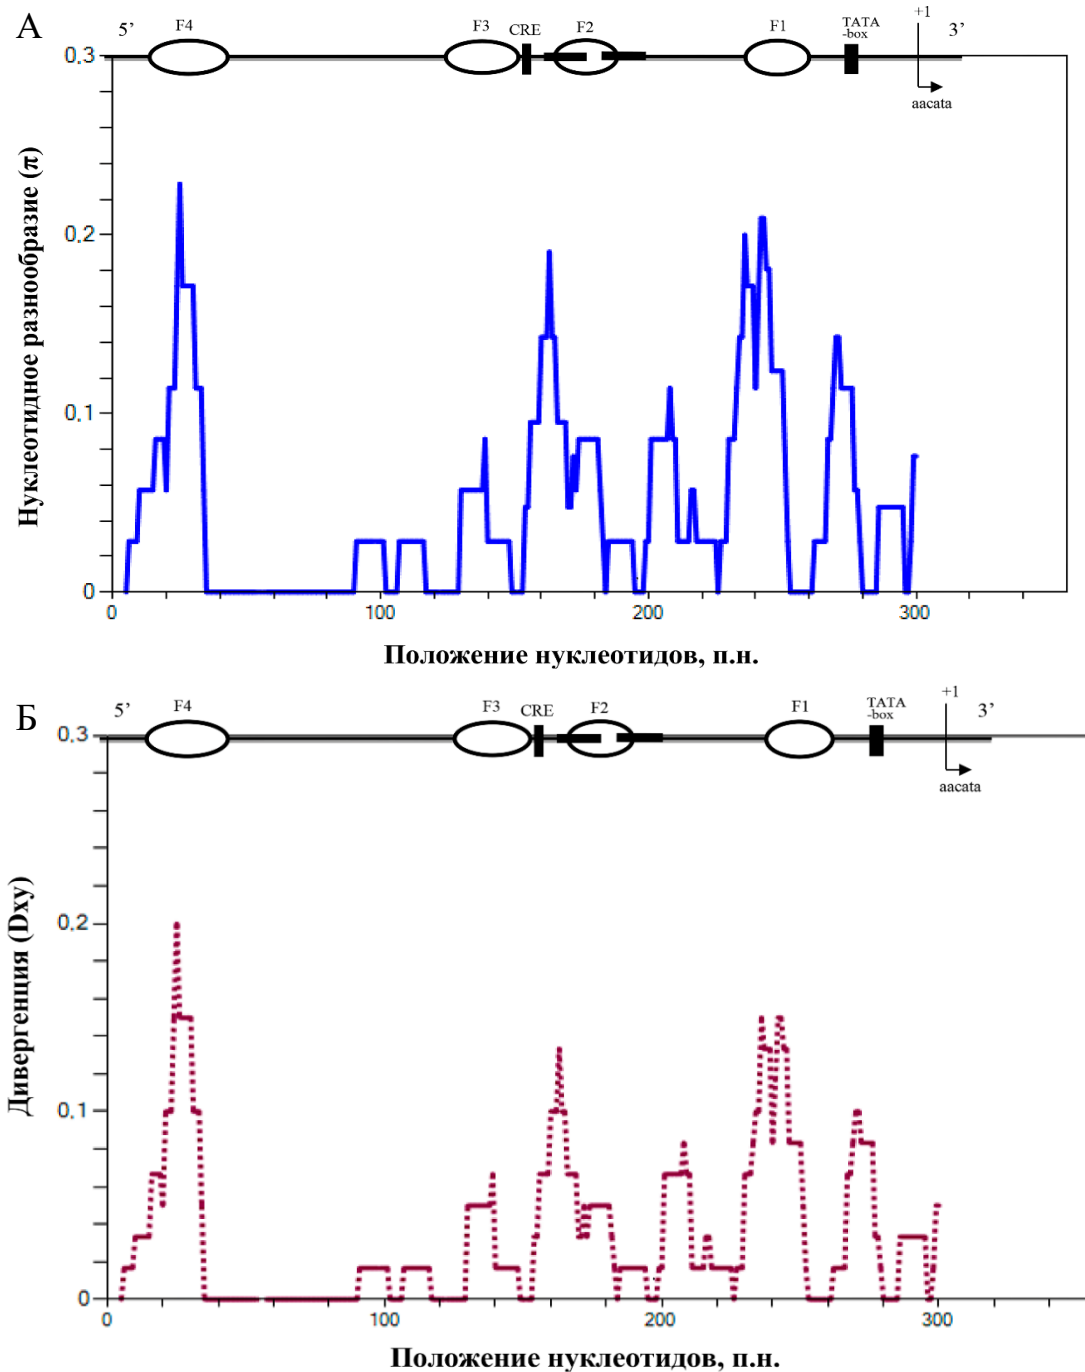 А
5’
F4
F3
CRE
F2
F1
TATA
-box
+1
3’
aacata
0.3
0,2
0,1
0
Нуклеотидное разнообразие (π)
0
100
200
300
Положение нуклеотидов, п.н.
Б
5’
F4
F3
CRE
F2
F1
TATA
-box
+1
3’
aacata
0.3
0,2
0.1
0
Дивергенция (Dxy)
0
100
200
300
Положение нуклеотидов, п.н.